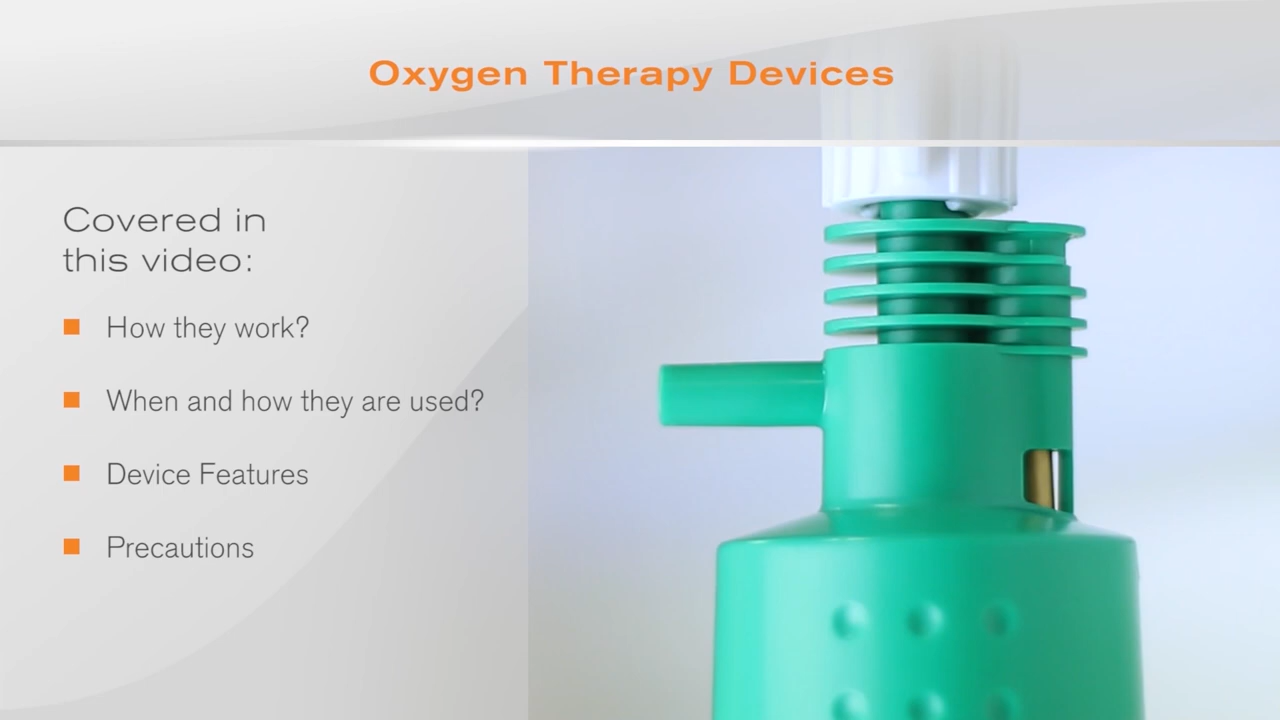 Oxygen Therapy Devices
Covered in
this video:
How they work?
When and how they are used?
Device Features
Precautions